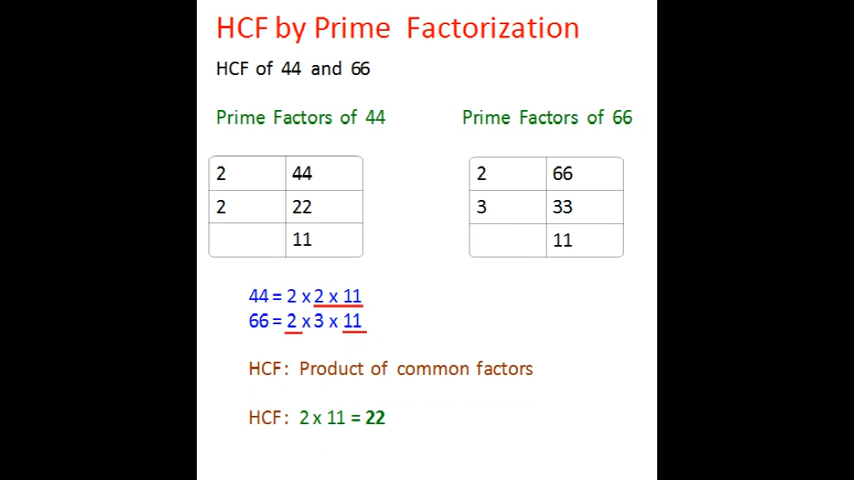 HCF by Prime Factorization
HCF of 44 and 66
Prime Factors of 44 Prime Factors of 66
2 44 2 66
2 22 3 33
11 11
44 = 2 x 2 x 11
66 = 2 x 3 x 11
HCF: Product of common factors
HCF: 2 x 11 = 22